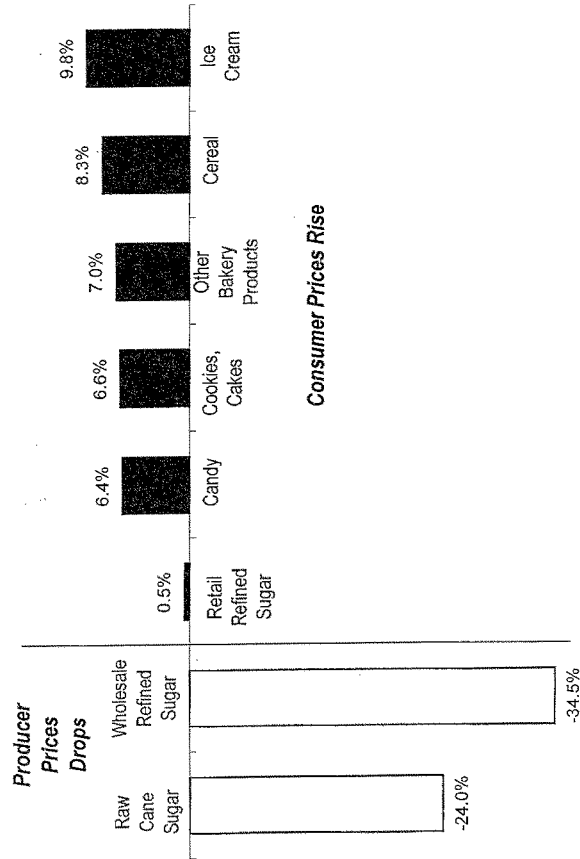 Producer
Prices
Drops
Raw
Cane
Sugar
-24.0%
Wholesale
Refined
Sugar
-34.5%
0.5%
Retail
Refined
Sugar
6.4%
Candy
6.6%
Cookies,
Cakes
7.0%
Other
Bakery
Products
8.3%
Cereal
9.8%
Ice
Cream
Consumer Prices Rise